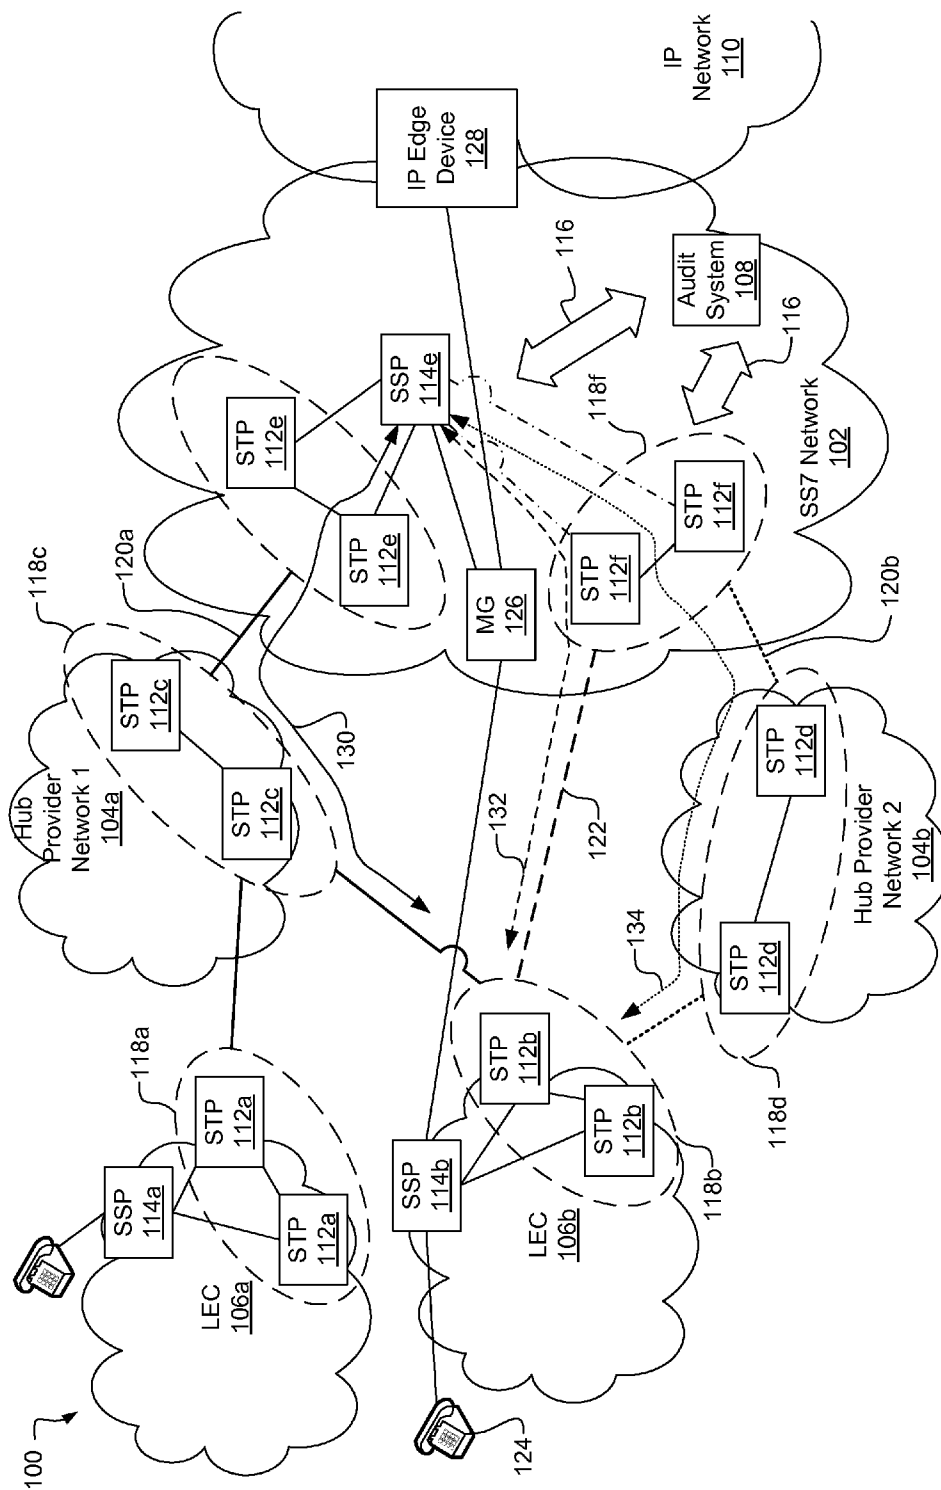 100
LEC
106a
SSP
114a
STP
112a
STP
112a
118a
Hub
Provider
Network 1
104a
STP
112c
STP
112c
118c
120a
130
STP
112e
STP
112e
SSP
114e
IP Edge
Device
128
IP
Network
110
124
LEC
106b
SSP
114b
STP
112b
STP
112b
118b
132
122
134
MG
126
STP
112f
STP
112f
118f
116
116
Audit
System
108
SS7 Network
102
120b
118d
STP
112d
STP
112d
Hub Provider
Network 2
104b